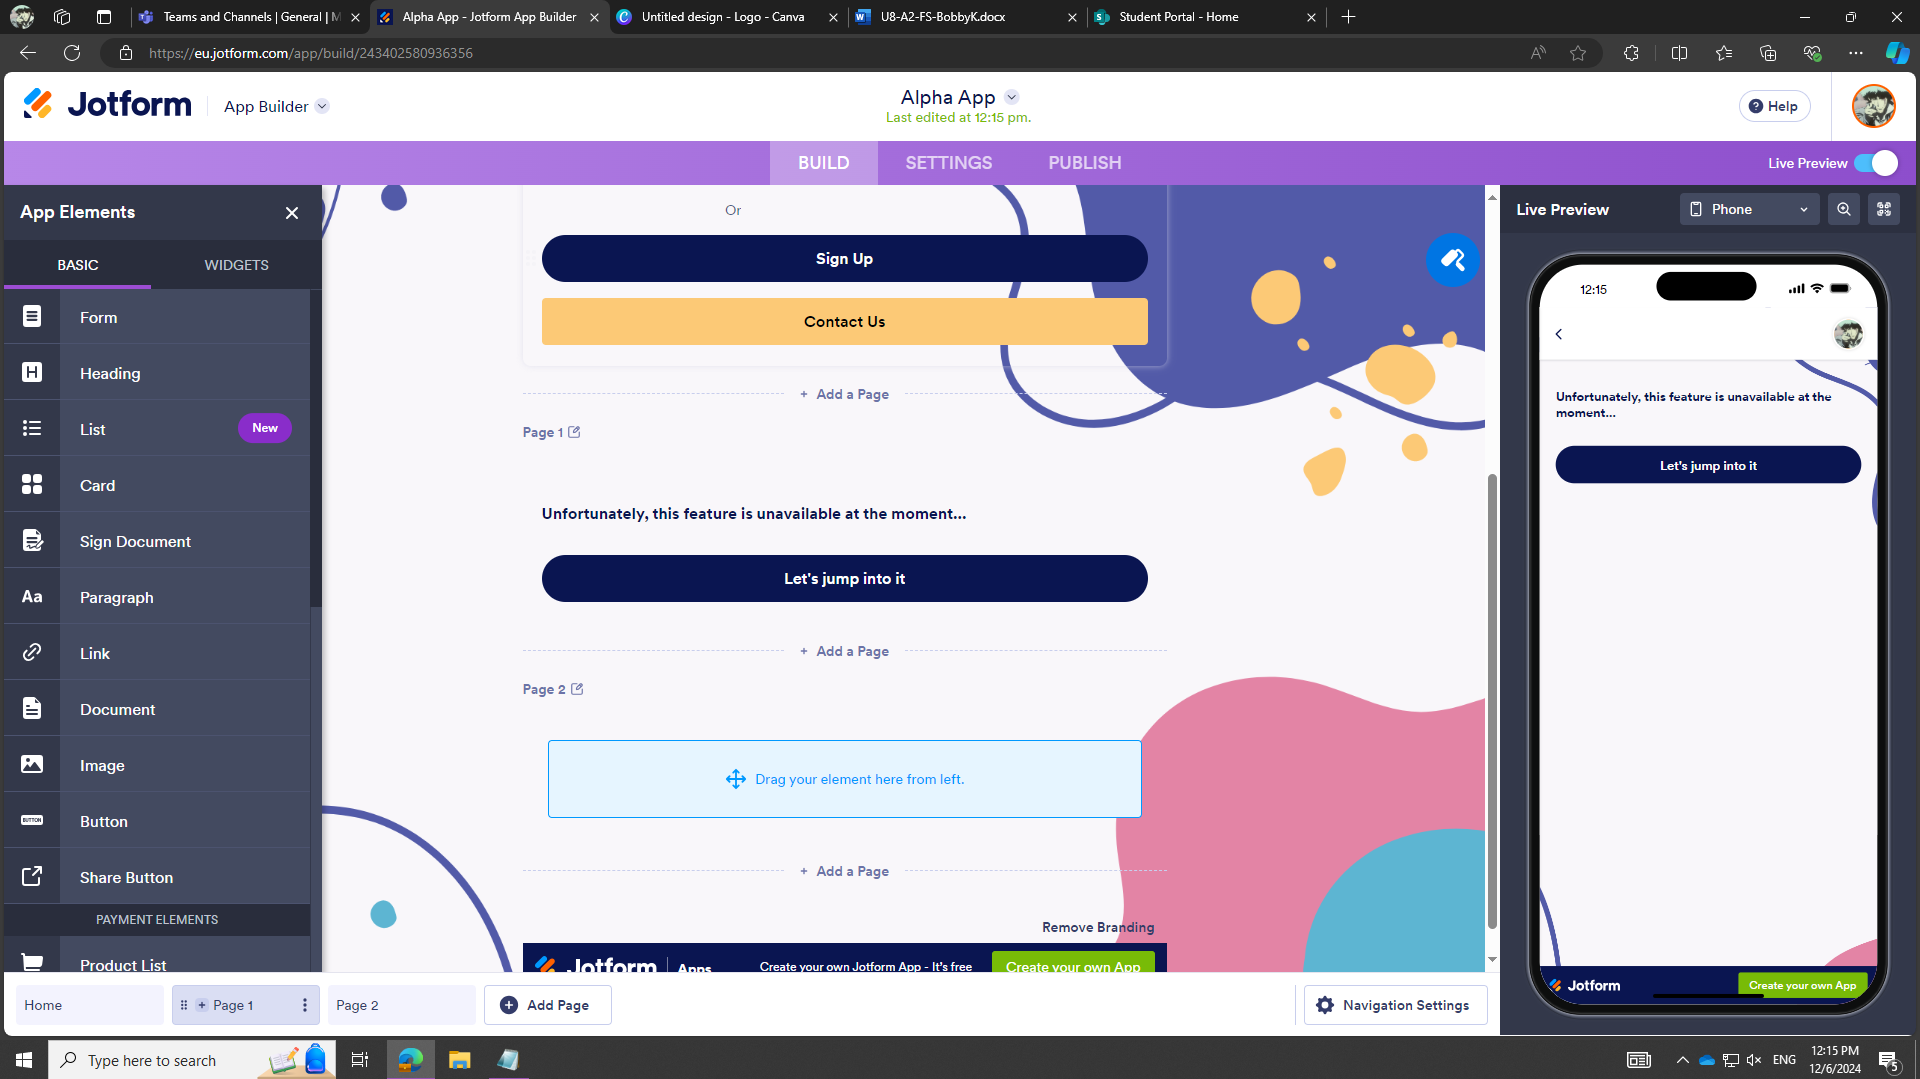 Teams and Channels | General | M
Alpha App - Jotform App Builder
Untitled design - Logo - Canva
U8-A2-FS-BobbyK.docx
Student Portal - Home
https://eu.jotform.com/app/build/243402580936356
Jotform
App Builder
Alpha App
Last edited at 12:15 pm.
Help
BUILD
SETTINGS
PUBLISH
Live Preview
App Elements
BASIC
WIDGETS
Form
Heading
List
New
Card
Sign Document
Aa
Paragraph
Link
Document
Image
BUTTON
Button
Share Button
PAYMENT ELEMENTS
Product List
Or
Sign Up
Contact Us
+ Add a Page
Page 1
Unfortunately, this feature is unavailable at the moment...
Let's jump into it
+ Add a Page
Page 2
Drag your element here from left.
+ Add a Page
Remove Branding
Jotform Apps
Create your own Jotform App - It's free
Create your own App
Live Preview
Phone
12:15
Unfortunately, this feature is unavailable at the
moment...
Let's jump into it
Jotform
Create your own App
Home
+ Page 1
Page 2
Add Page
Navigation Settings
Type here to search
ENG
12:15 PM
12/6/2024
5